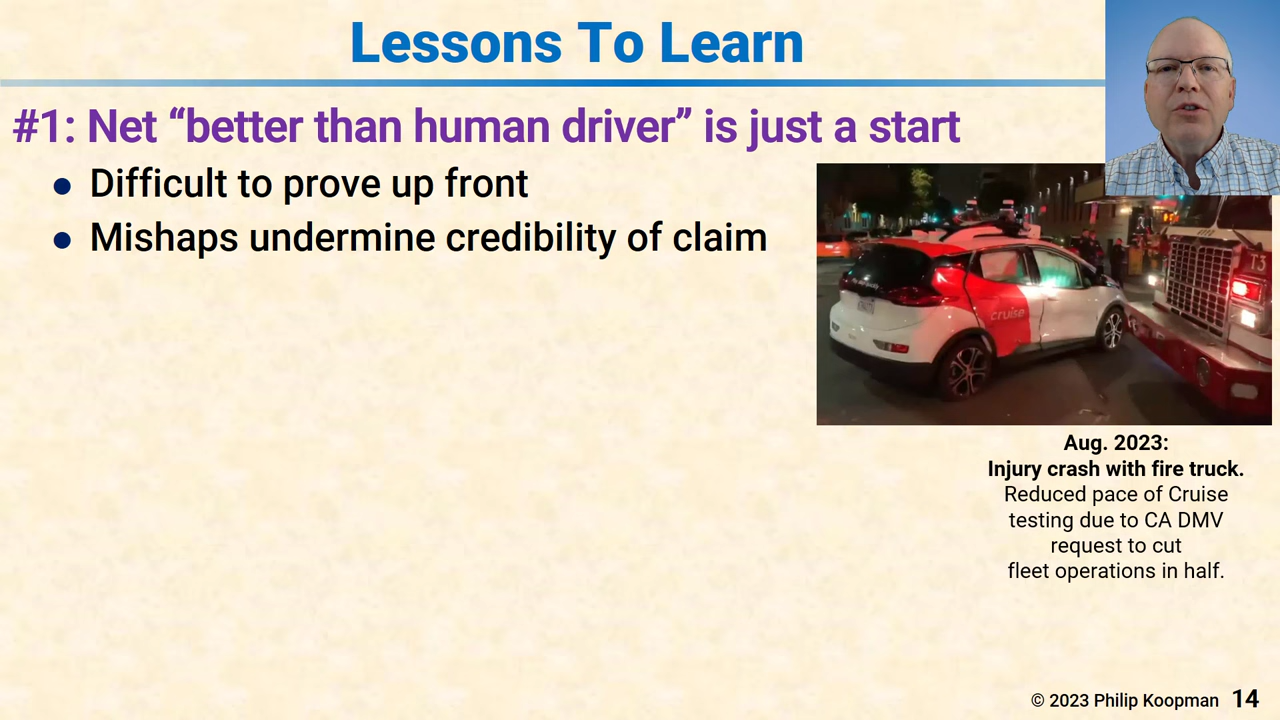 Lessons To Learn
#1: Net “better than human driver” is just a start
Difficult to prove up front
Mishaps undermine credibility of claim
cruise
T3
Aug. 2023:
Injury crash with fire truck.
Reduced pace of Cruise
testing due to CA DMV
request to cut
fleet operations in half.
© 2023 Philip Koopman 14